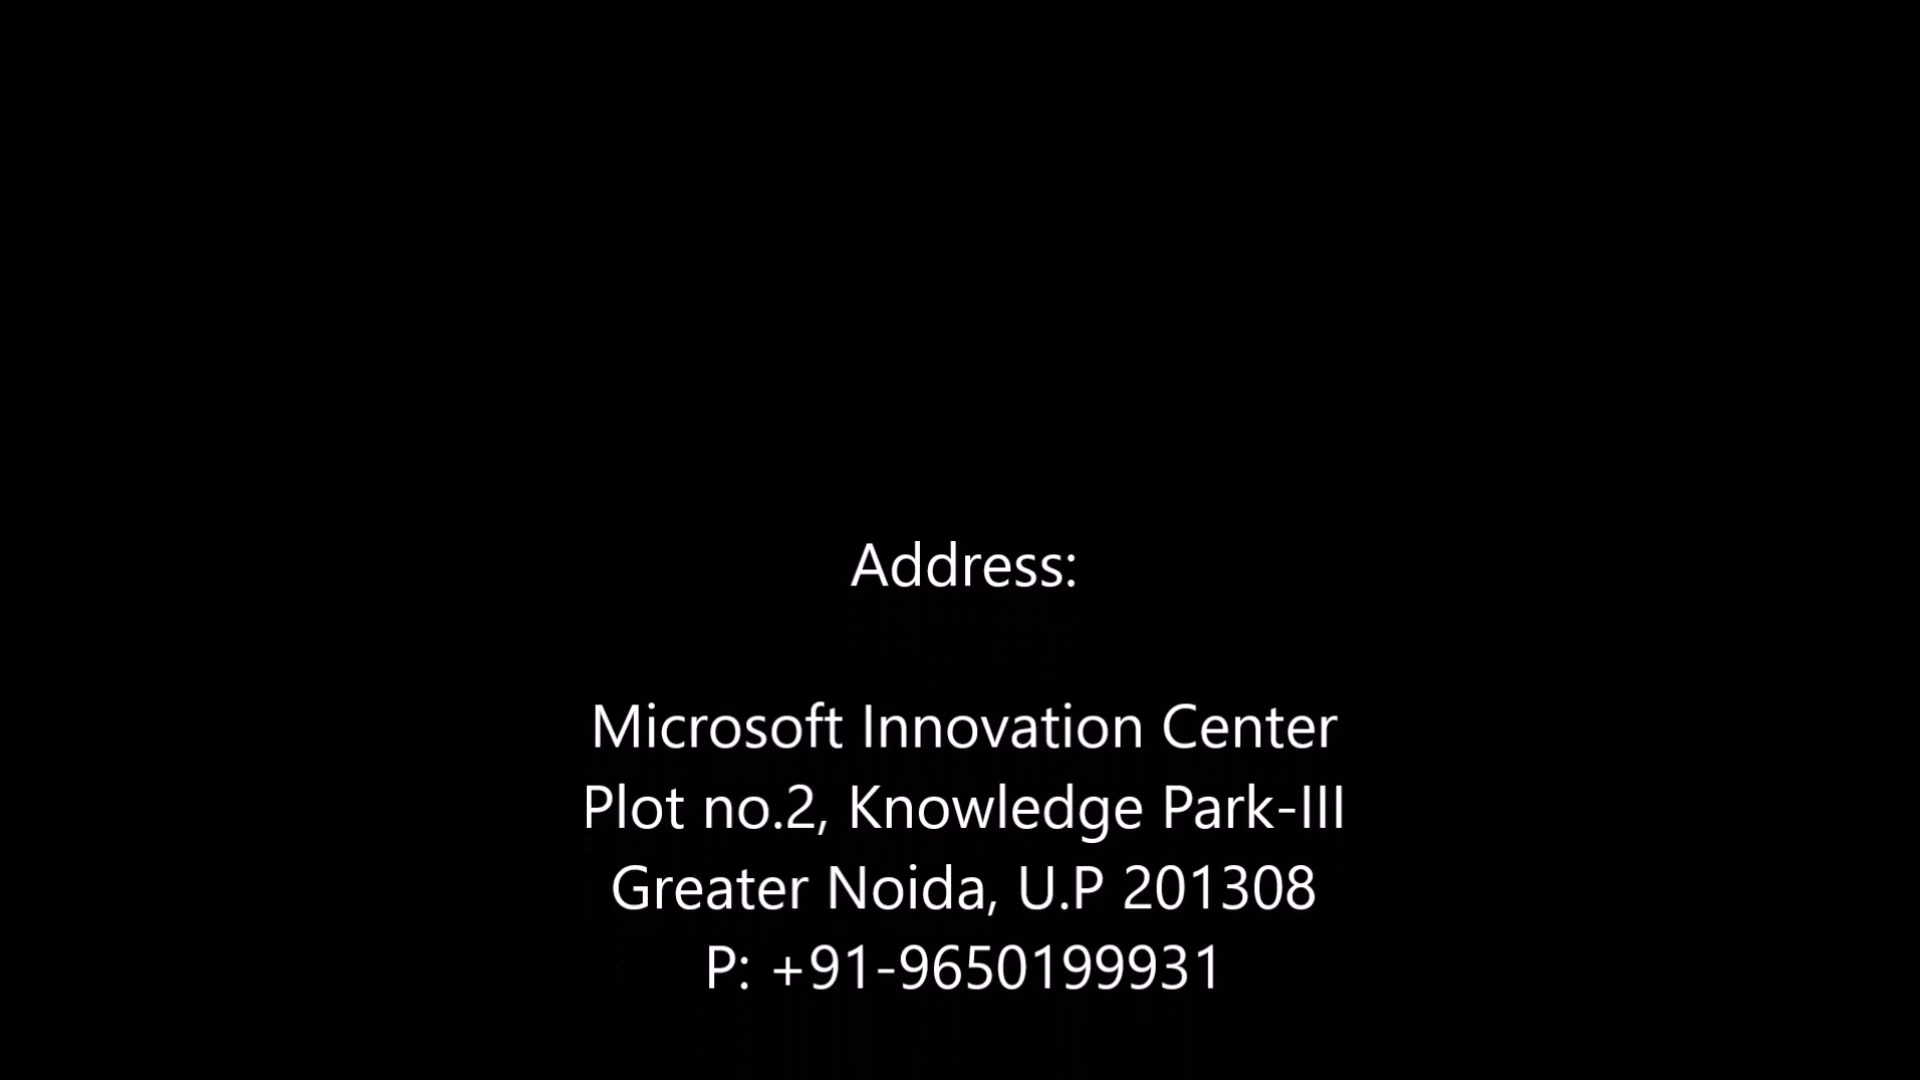 Address:
Microsoft Innovation Center
Plot no.2, Knowledge Park-III
Greater Noida, U.P 201308
P: +91-9650199931